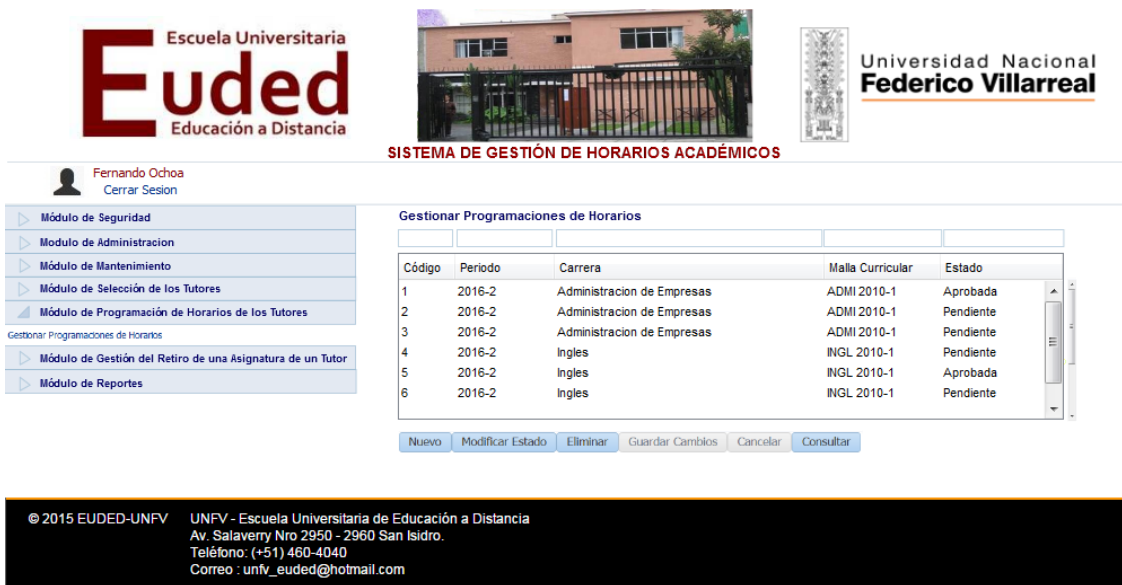 Escuela Universitaria
Euded
Educación a Distancia
Universidad Nacional
Federico Villarreal
SISTEMA DE GESTIÓN DE HORARIOS ACADÉMICOS
Fernando Ochoa
Cerrar Sesion
Módulo de Seguridad
Modulo de Administracion
Módulo de Mantenimiento
Módulo de Selección de los Tutores
Módulo de Programación de Horarios de los Tutores
Gestionar Programaciones de Horarios
Módulo de Gestión del Retiro de una Asignatura de un Tutor
Módulo de Reportes
Gestionar Programaciones de Horarios
Código Periodo Carrera Malla Curricular Estado
1 2016-2 Administracion de Empresas ADMI 2010-1 Aprobada
2 2016-2 Administracion de Empresas ADMI 2010-1 Pendiente
3 2016-2 Administracion de Empresas ADMI 2010-1 Pendiente
4 2016-2 Ingles INGL 2010-1 Pendiente
5 2016-2 Ingles INGL 2010-1 Aprobada
6 2016-2 Ingles INGL 2010-1 Pendiente
Nuevo Modificar Estado Eliminar Guardar Cambios Cancelar Consultar
© 2015 EUDED-UNFV UNFV - Escuela Universitaria de Educación a Distancia
Av. Salaverry Nro 2950 - 2960 San Isidro.
Teléfono: (+51) 460-4040
Correo : unfv_euded@hotmail.com